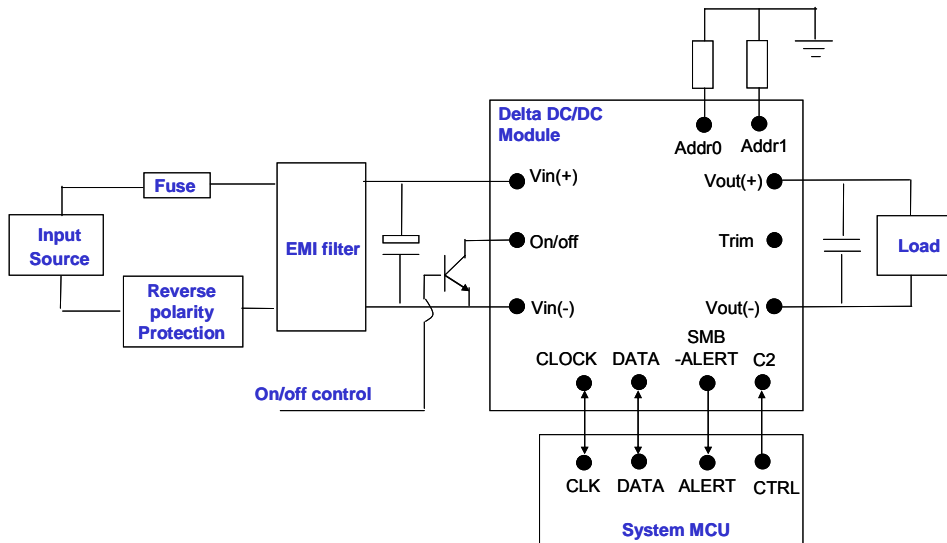 Delta DC/DC
Module
Addr0
Addr1
Fuse
Vin(+)
Vout(+)
Input
Source
EMI filter
On/off
Trim
Load
Reverse
polarity
Protection
Vin(-)
Vout(-)
CLOCK
DATA
SMB
-ALERT
C2
On/off control
CLK
DATA
ALERT
CTRL
System MCU